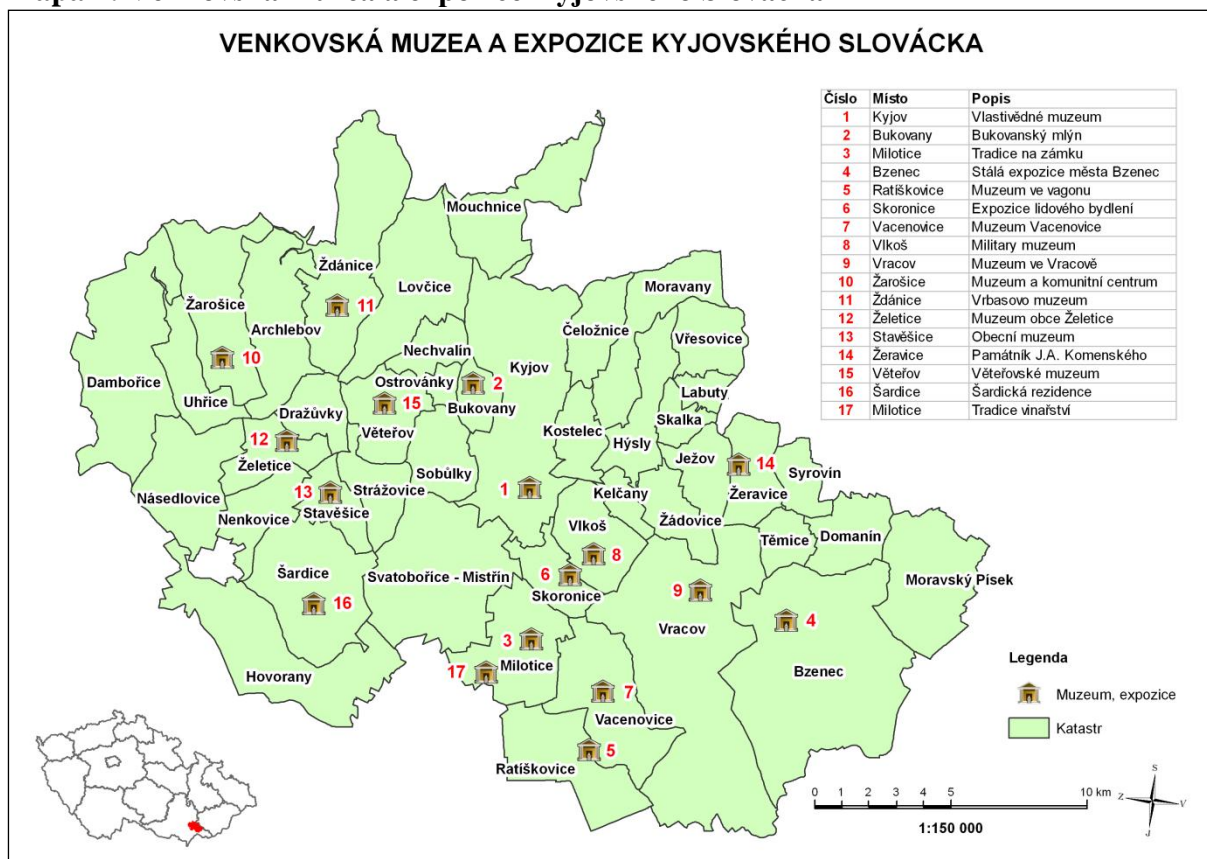 VENKOVSKÁ MUZEA A EXPOZICE KYJOVSKÉHO SLOVÁCKA
Číslo Místo Popis
1 Kyjov Vlastivědné muzeum
2 Bukovany Bukovanský mlýn
3 Milotice Tradice na zámku
4 Bzenec Stálá expozice města Bzenec
5 Ratíškovice Muzeum ve vagonu
6 Skoronice Expozice lidového bydlení
7 Vacenovice Muzeum Vacenovice
8 Vlkoš Military muzeum
9 Vracov Muzeum ve Vracově
10 Žarošice Muzeum a komunitní centrum
11 Ždánice Vrbasovo muzeum
12 Želetice Muzeum obce Želetice
13 Stavěšice Obecní muzeum
14 Žeravice Památník J.A. Komenského
15 Věteřov Věteřovské muzeum
16 Šardice Šardická rezidence
17 Milotice Tradice vinařství
Mouchnice
Ždánice
11
Lovčice
Moravany
Žarošice
Archlebov
Čeložnice
Vřesovice
10
Nechvalín
Kyjov
Dambořice
Ostrovánky
2
Uhřice
15
Bukovany
Labuty
Dražůvky
Skalka
Věteřov
Kostelec
Hýsly
12
Ježov
14
Syrovín
Želetice
Sobůlky
Strážovice
13
1
Kelčany
Žeravice
Násedlovice
Stavěšice
Nenkovice
Vlkoš
Žádovice
Těmice
Domanín
8
Šardice
Svatobořice - Mistřín
6
Moravský Písek
Skoronice
9
16
4
Vracov
3
Milotice
17
Bzenec
Hovorany
7
Vacenovice
5
Ratíškovice
Legenda
Muzeum, expozice
Katastr
0 1 2 3 4 5 10 km
1:150 000
S
Z V
J